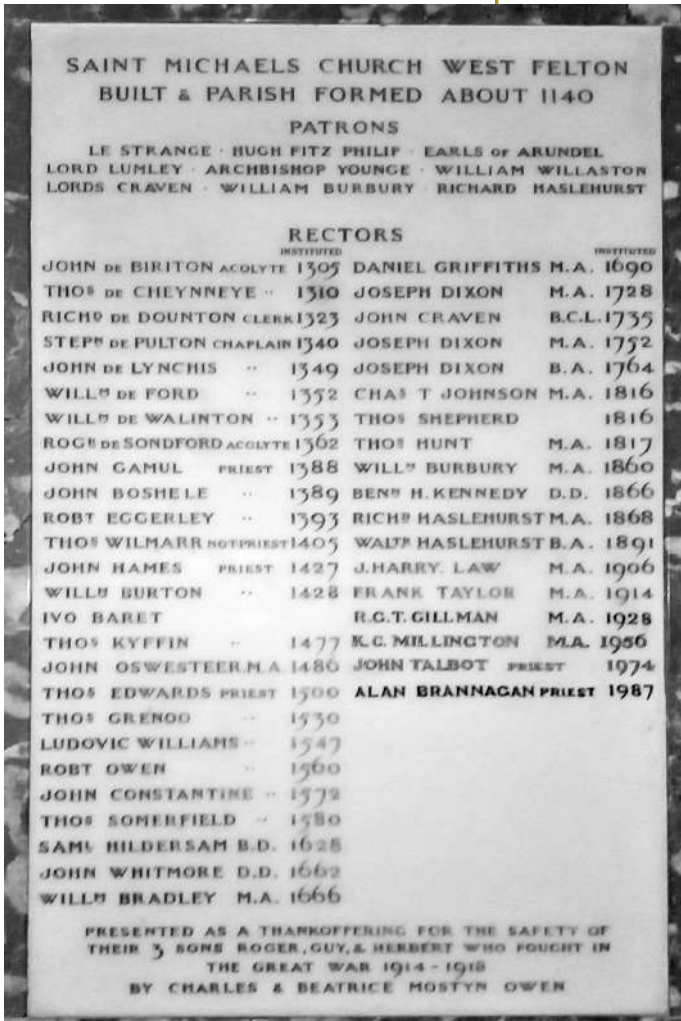 SAINT MICHAELS CHURCH WEST FELTON
BUILT & PARISH FORMED ABOUT 1140
PATRONS
LE STRANGE · HUGH FITZ PHILIP · EARLS OF ARUNDEL
LORD LUMLEY · ARCHBISHOP YOUNGE · WILLIAM WILLASTON
LORDS CRAVEN · WILLIAM BURBURY · RICHARD HASLEHURST
RECTORS
INSTITUTED
JOHN DE BIRITON ACOLYTE 1305
THOS DE CHEYNNEYE " 1310
RICHD DE DOUNTON CLERK 1323
STEPN DE PULTON CHAPLAIN 1340
JOHN DE LYNCHIS " 1349
WILLM DE FORD " 1352
WILLM DE WALINTON " 1353
ROGR DE SONDFORD ACOLYTE 1362
JOHN GAMUL PRIEST 1388
JOHN BOSHELE " 1389
ROBT EGGERLEY " 1393
THOS WILMARR NOT PRIEST 1405
JOHN HAMES PRIEST 1427
WILLM BURTON " 1428
IVO BARET
THOS KYFFIN " 1477
JOHN OSWESTEER M.A 1486
THOS EDWARDS PRIEST 1500
THOS GRENOO " 1530
LUDOVIC WILLIAMS " 1547
ROBT OWEN " 1560
JOHN CONSTANTINE " 1572
THOS SOMERFIELD " 1580
SAML HILDERSAM B.D. 1628
JOHN WHITMORE D.D. 1662
WILLM BRADLEY M.A. 1666
INSTITUTED
DANIEL GRIFFITHS M.A. 1690
JOSEPH DIXON M.A. 1728
JOHN CRAVEN B.C.L. 1735
JOSEPH DIXON M.A. 1752
JOSEPH DIXON B.A. 1764
CHAS T JOHNSON M.A. 1816
THOS SHEPHERD 1816
THOS HUNT M.A. 1817
WILLM BURBURY M.A. 1860
BENJN H. KENNEDY D.D. 1866
RICHD HASLEHURST M.A. 1868
WALTR HASLEHURST B.A. 1891
J. HARRY. LAW M.A. 1906
FRANK TAYLOR M.A. 1914
R.G.T. GILLMAN M.A. 1928
K.C. MILLINGTON M.A. 1956
JOHN TALBOT PRIEST 1974
ALAN BRANNAGAN PRIEST 1987
PRESENTED AS A THANKOFFERING FOR THE SAFETY OF
THEIR 3 SONS ROGER, GUY, & HERBERT WHO FOUGHT IN
THE GREAT WAR 1914-1918
BY CHARLES & BEATRICE MOSTYN OWEN